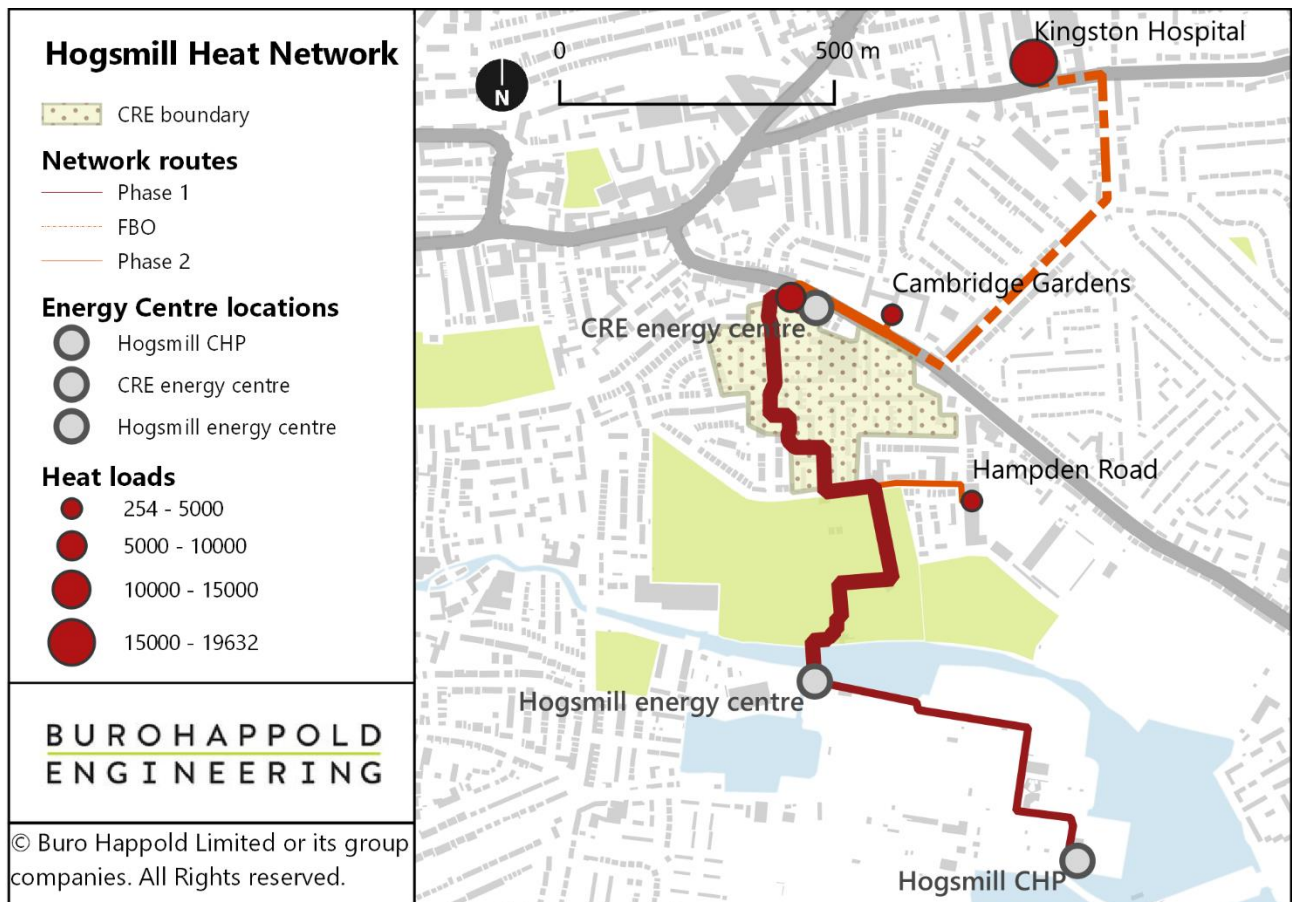 Hogsmill Heat Network
CRE boundary
Network routes
Phase 1
FBO
Phase 2
Energy Centre locations
Hogsmill CHP
CRE energy centre
Hogsmill energy centre
Heat loads
254 - 5000
5000 - 10000
10000 - 15000
15000 - 19632
BUROHAPPOLD
ENGINEERING
© Buro Happold Limited or its group
companies. All Rights reserved.
N
0 500 m
Kingston Hospital
Cambridge Gardens
CRE energy centre
Hampden Road
Hogsmill energy centre
Hogsmill CHP